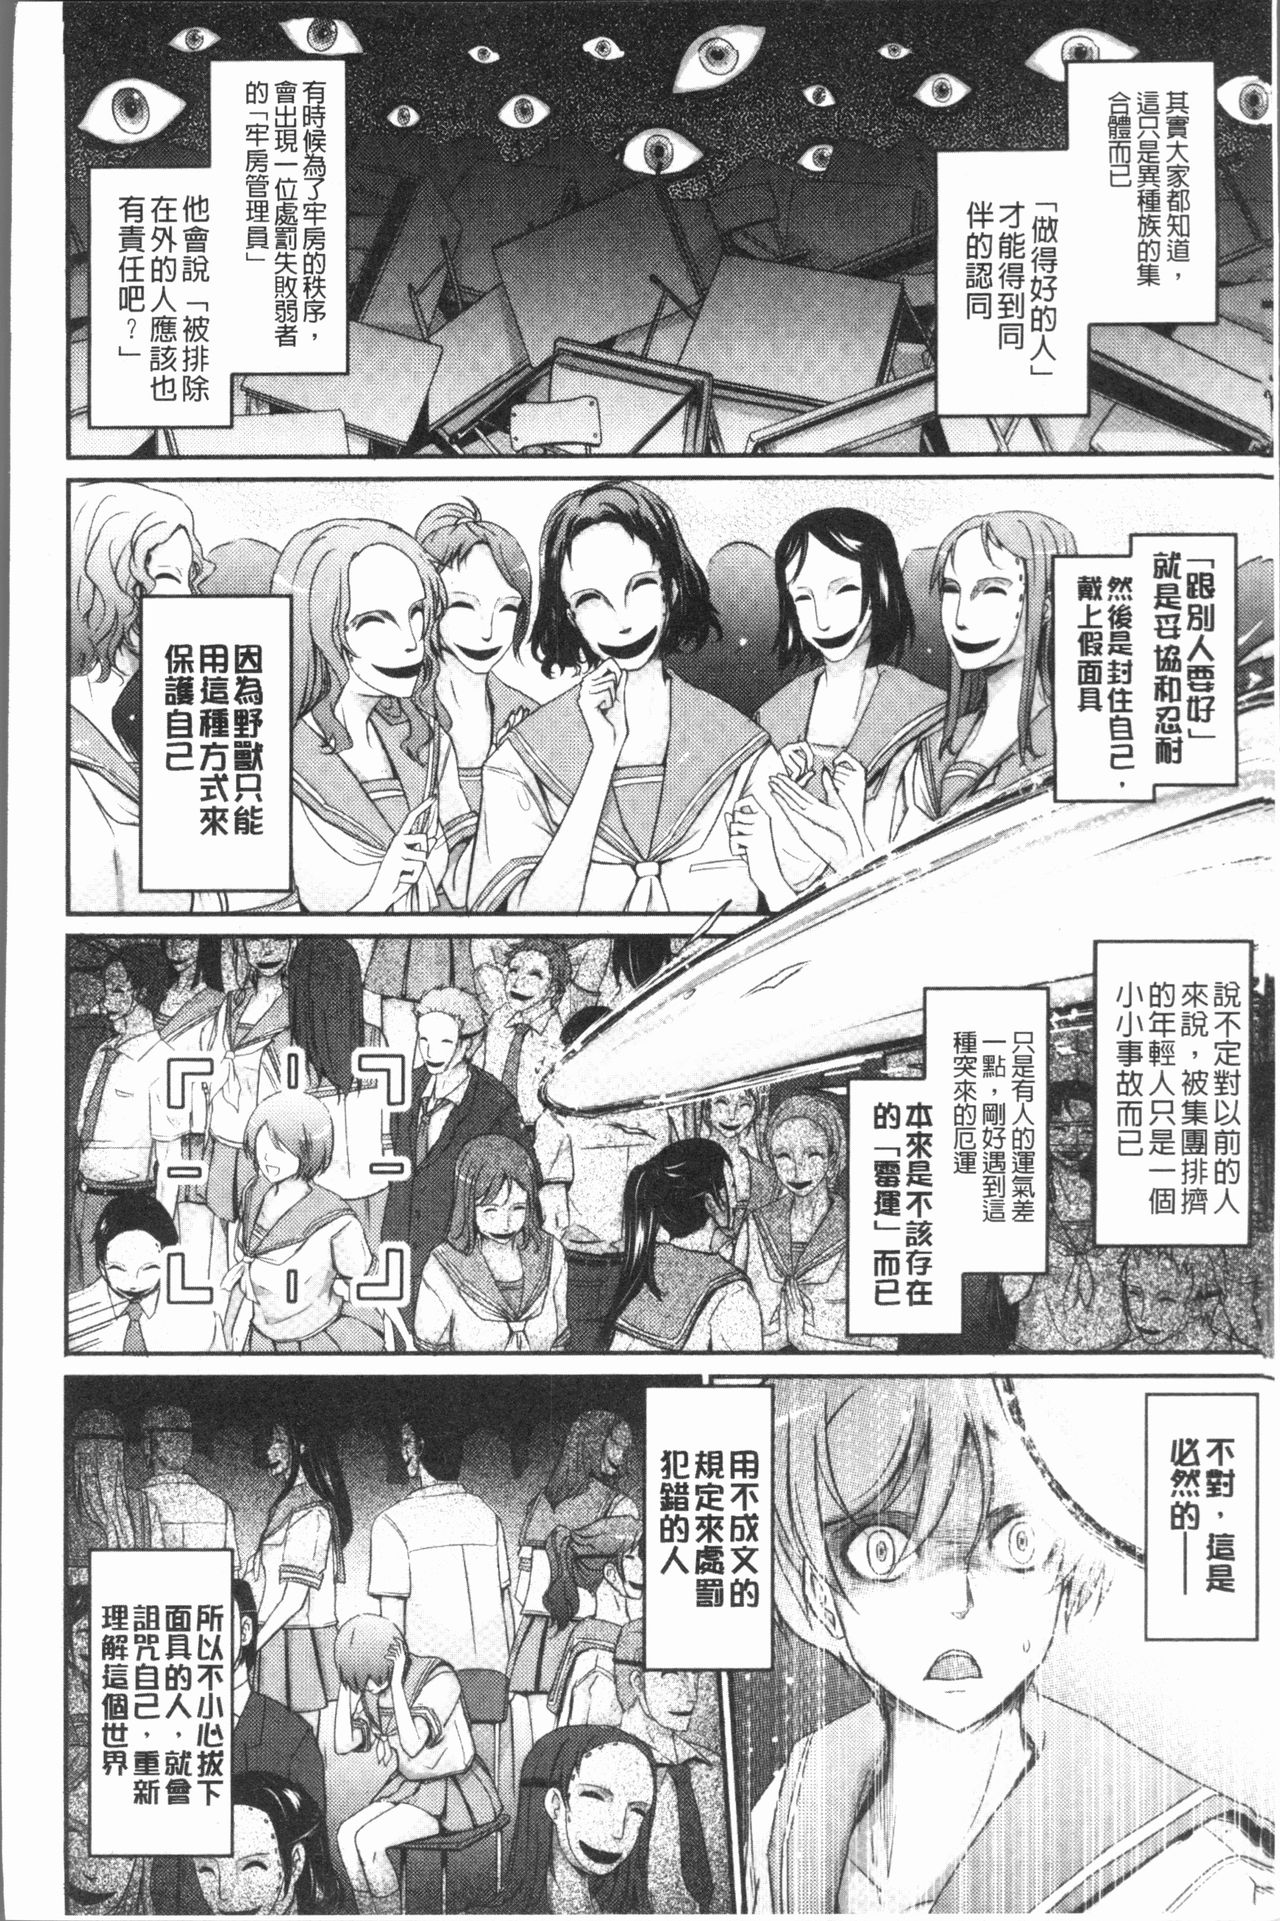 其實大家都知道，
這只是異種族的集
合體而已
「做得好的人」
才能得到同
伴的認同
有時候為了牢房的秩序，
會出現一位處罰失敗弱者
的「牢房管理員」
他會說「被排除
在外的人應該也
有責任吧？」
「跟別人要好」
就是妥協和忍耐
然後是封住自己，
戴上假面具
因為野獸只能
用這種方式來
保護自己
說不定對以前的人
來說，被集團排擠
的年輕人只是一個
小小事故而已
只是有人的運氣差
一點，剛好遇到這
種突來的厄運
本來是不該存在
的「霉運」而已
不對，這是
必然的——
用不成文的
規定來處罰
犯錯的人
所以不小心拔下
面具的人，就會
詛咒自己，重新
理解這個世界